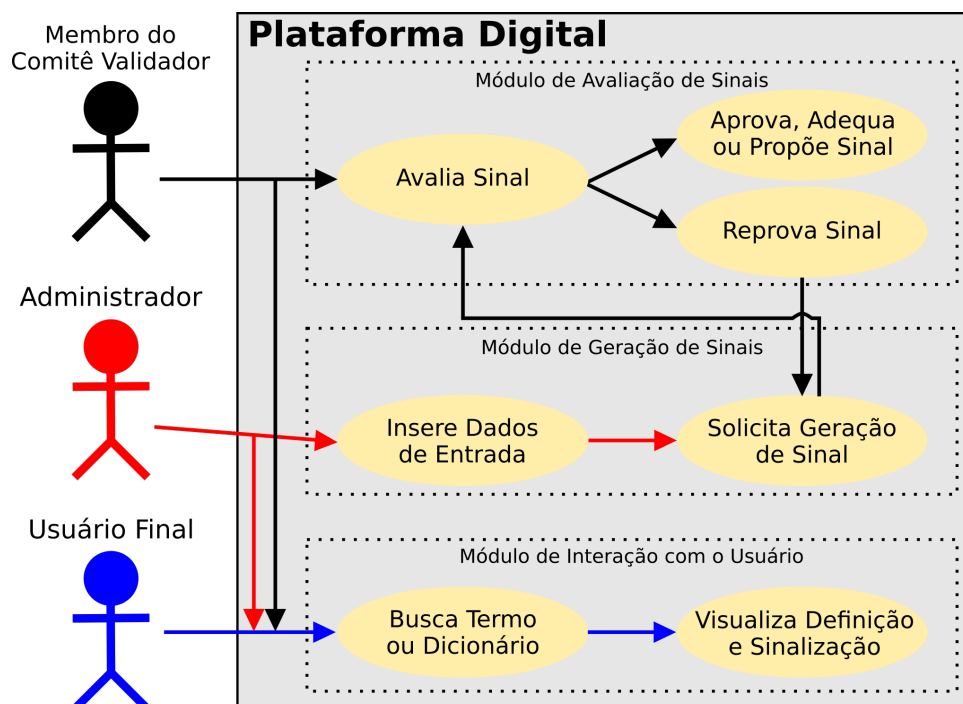 Membro do
Comitê Validador
Plataforma Digital
Módulo de Avaliação de Sinais
Avalia Sinal
Aprova, Adequa
ou Propõe Sinal
Reprova Sinal
Administrador
Módulo de Geração de Sinais
Insere Dados
de Entrada
Solicita Geração
de Sinal
Usuário Final
Módulo de Interação com o Usuário
Busca Termo
ou Dicionário
Visualiza Definição
e Sinalização